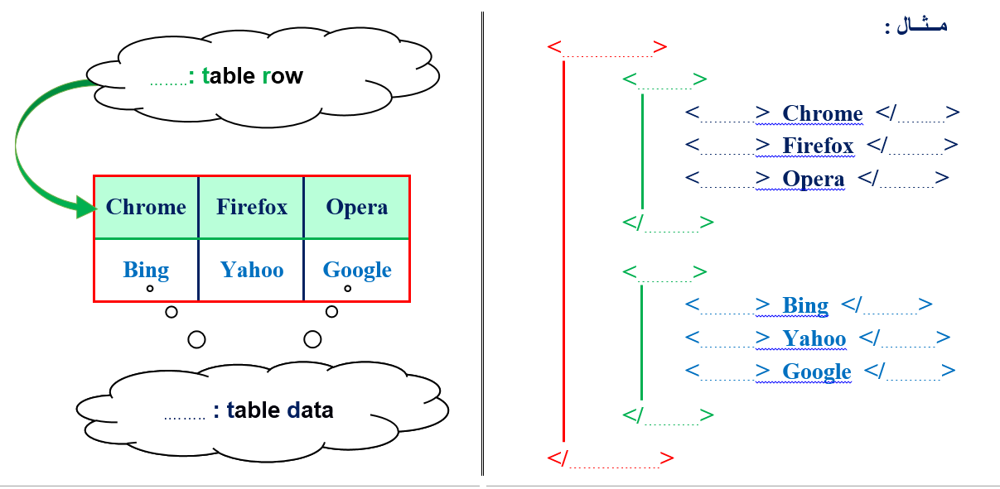 ........: table row
Chrome Firefox Opera
Bing Yahoo Google
......... : table data
مـثـال :
<..................>
<...........>
<...........> Chrome </...........>
<...........> Firefox </...........>
<...........> Opera </...........>
</...........>
<...........>
<...........> Bing </...........>
<...........> Yahoo </...........>
<...........> Google </...........>
</...........>
</..................>